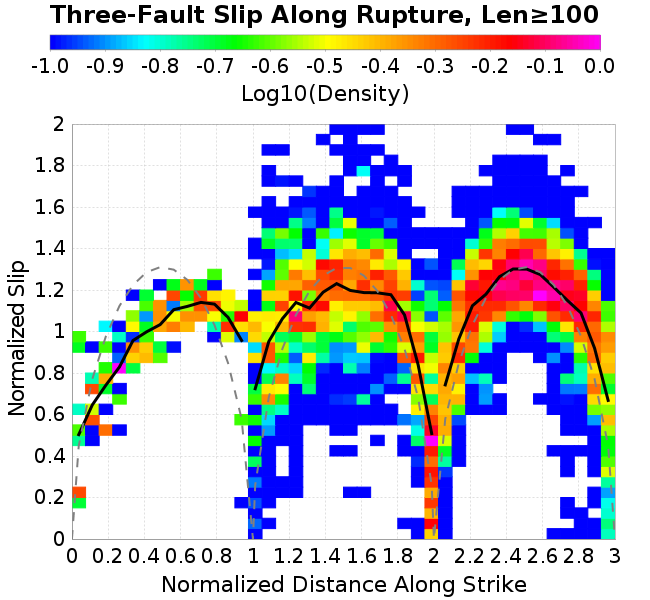 Three-Fault Slip Along Rupture, Len≥100
-1.0 -0.9 -0.8 -0.7 -0.6 -0.5 -0.4 -0.3 -0.2 -0.1 0.0
Log10(Density)
2
1.8
1.6
1.4
1.2
1
0.8
0.6
0.4
0.2
0
Normalized Slip
0 0.2 0.4 0.6 0.8 1 1.2 1.4 1.6 1.8 2 2.2 2.4 2.6 2.8 3
Normalized Distance Along Strike